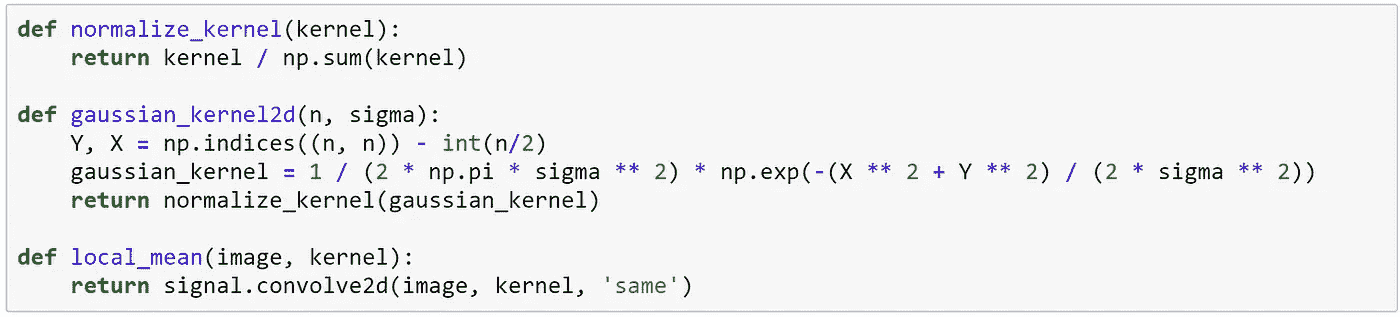 def normalize_kernel(kernel):
    return kernel / np.sum(kernel)

def gaussian_kernel2d(n, sigma):
    Y, X = np.indices((n, n)) - int(n/2)
    gaussian_kernel = 1 / (2 * np.pi * sigma ** 2) * np.exp(-(X ** 2 + Y ** 2) / (2 * sigma ** 2))
    return normalize_kernel(gaussian_kernel)

def local_mean(image, kernel):
    return signal.convolve2d(image, kernel, 'same')